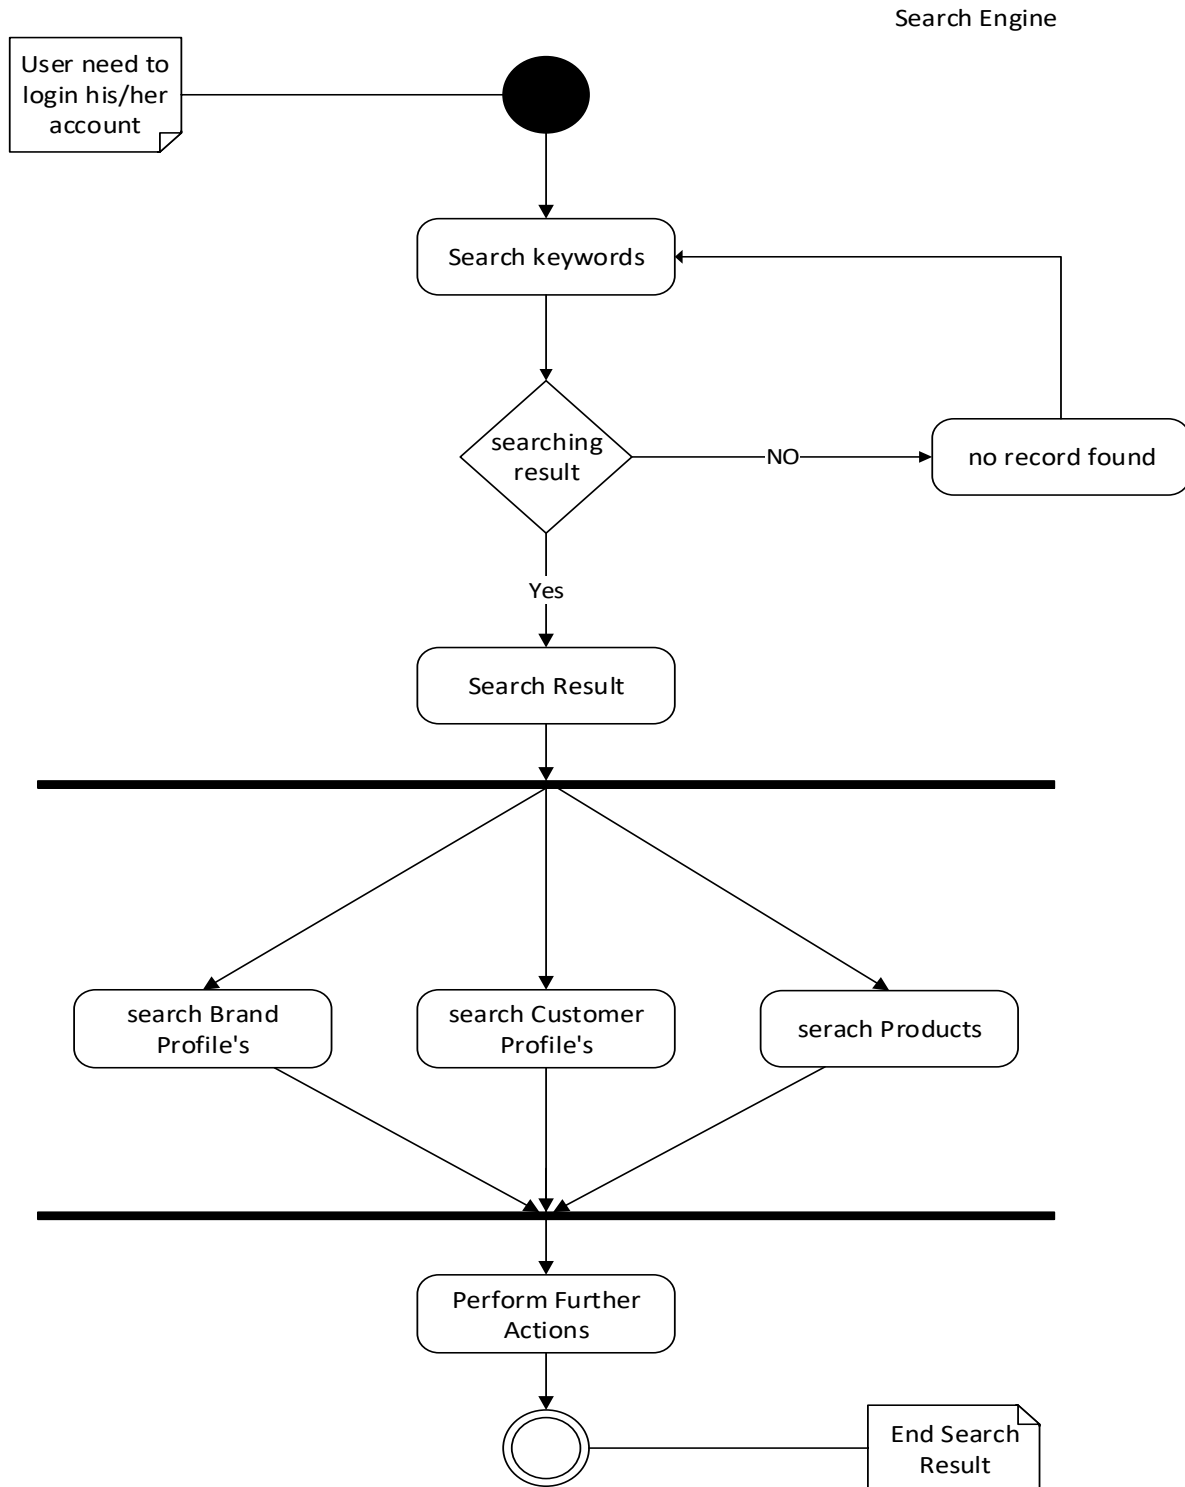 Search Engine
User need to
login his/her
account
Search keywords
searching
result
NO
no record found
Yes
Search Result
search Brand
Profile's
search Customer
Profile's
serach Products
Perform Further
Actions
End Search
Result